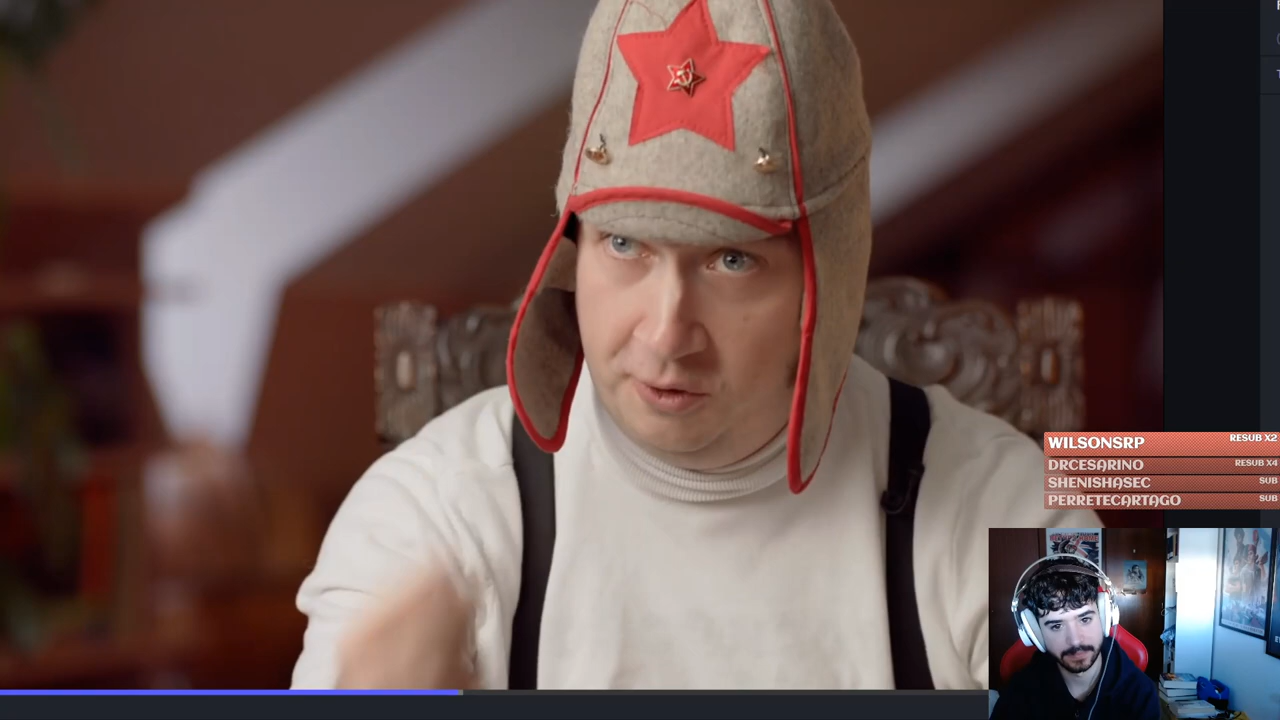 WILSONSRP RESUB X2
DRCESARINO RESUB X4
SHENISHASEC SUB
PERRETECARTAGO SUB